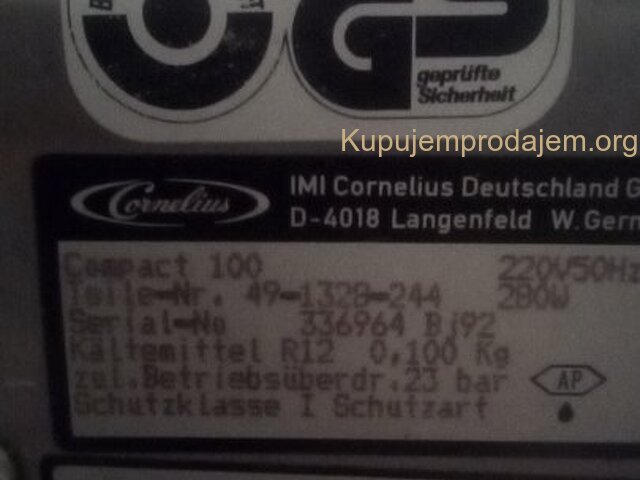 geprüfte
Sicherheit
Kupujemprodajem.org
Cornelius
IMI Cornelius Deutschland G
D-4018 Langenfeld W.Germ
Compact 100 220V50Hz
Teile-Nr. 49-1328-244 280W
Serial-No 336964 Bj92
Kältemittel R12 0,100 Kg
zul.Betriebsüberdr.23 bar
AP
Schutzklasse I Schutzart